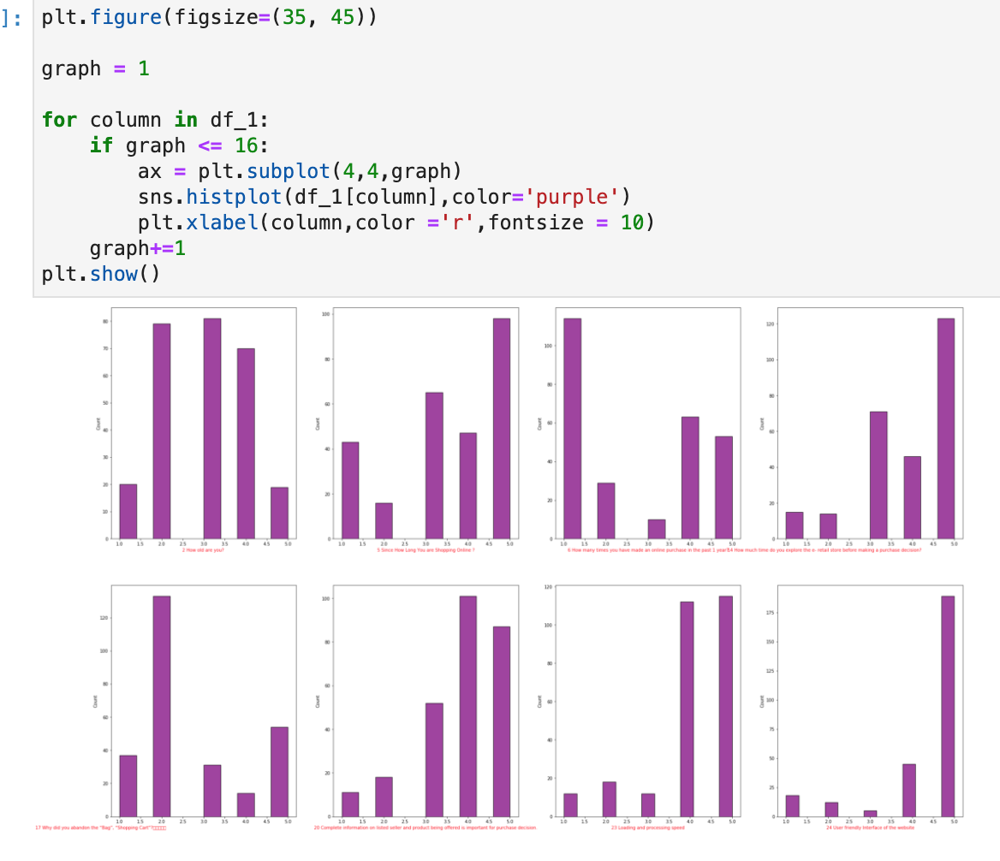 ]:
plt.figure(figsize=(35, 45))
graph = 1
for column in df_1:
    if graph <= 16:
        ax = plt.subplot(4,4,graph)
        sns.histplot(df_1[column],color='purple')
        plt.xlabel(column,color ='r',fontsize = 10)
    graph+=1
plt.show()
80
70
60
50
40
30
20
10
0
Count
1.0 1.5 2.0 2.5 3.0 3.5 4.0 4.5 5.0
2 How old are you?
100
80
60
40
20
0
Count
1.0 1.5 2.0 2.5 3.0 3.5 4.0 4.5 5.0
5 Since How Long You are Shopping Online ?
100
80
60
40
20
0
Count
1.0 1.5 2.0 2.5 3.0 3.5 4.0 4.5 5.0
6 How many times you have made an online purchase in the past 1 year?
120
100
80
60
40
20
0
Count
1.0 1.5 2.0 2.5 3.0 3.5 4.0 4.5 5.0
14 How much time do you explore the e- retail store before making a purchase decision?
120
100
80
60
40
20
0
Count
1.0 1.5 2.0 2.5 3.0 3.5 4.0 4.5 5.0
17 Why did you abandon the "Bag", "Shopping Cart"?
100
80
60
40
20
0
Count
1.0 1.5 2.0 2.5 3.0 3.5 4.0 4.5 5.0
20 Complete information on listed seller and product being offered is important for purchase decision
120
100
80
60
40
20
0
Count
1.0 1.5 2.0 2.5 3.0 3.5 4.0 4.5 5.0
23 Loading and processing speed
175
150
125
100
75
50
25
0
Count
1.0 1.5 2.0 2.5 3.0 3.5 4.0 4.5 5.0
24 User friendly Interface of the website